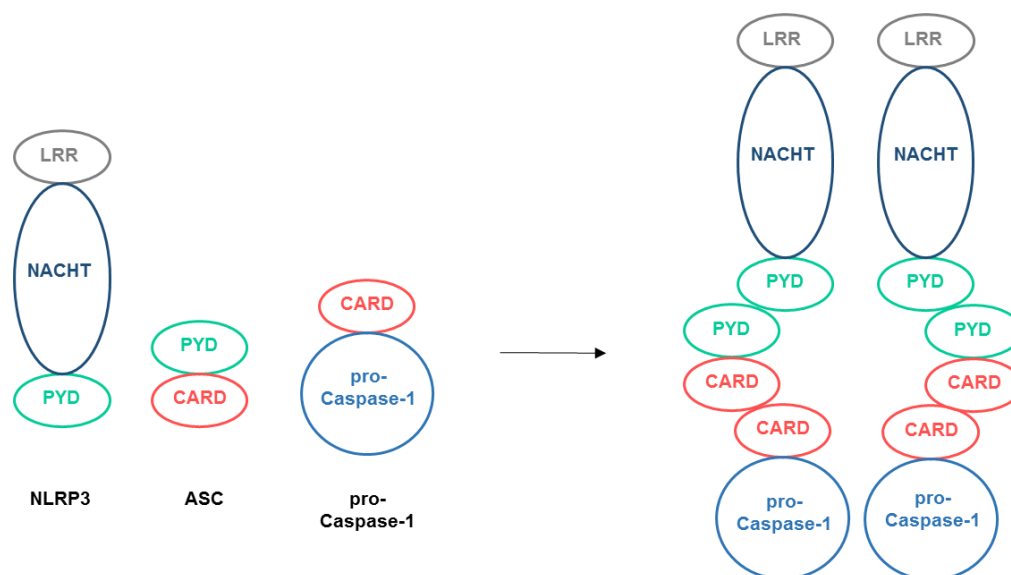 LRR
NACHT
PYD
NLRP3
PYD
CARD
ASC
CARD
pro-
Caspase-1
pro-
Caspase-1
LRR
NACHT
PYD
PYD
CARD
CARD
pro-
Caspase-1
LRR
NACHT
PYD
PYD
CARD
CARD
pro-
Caspase-1